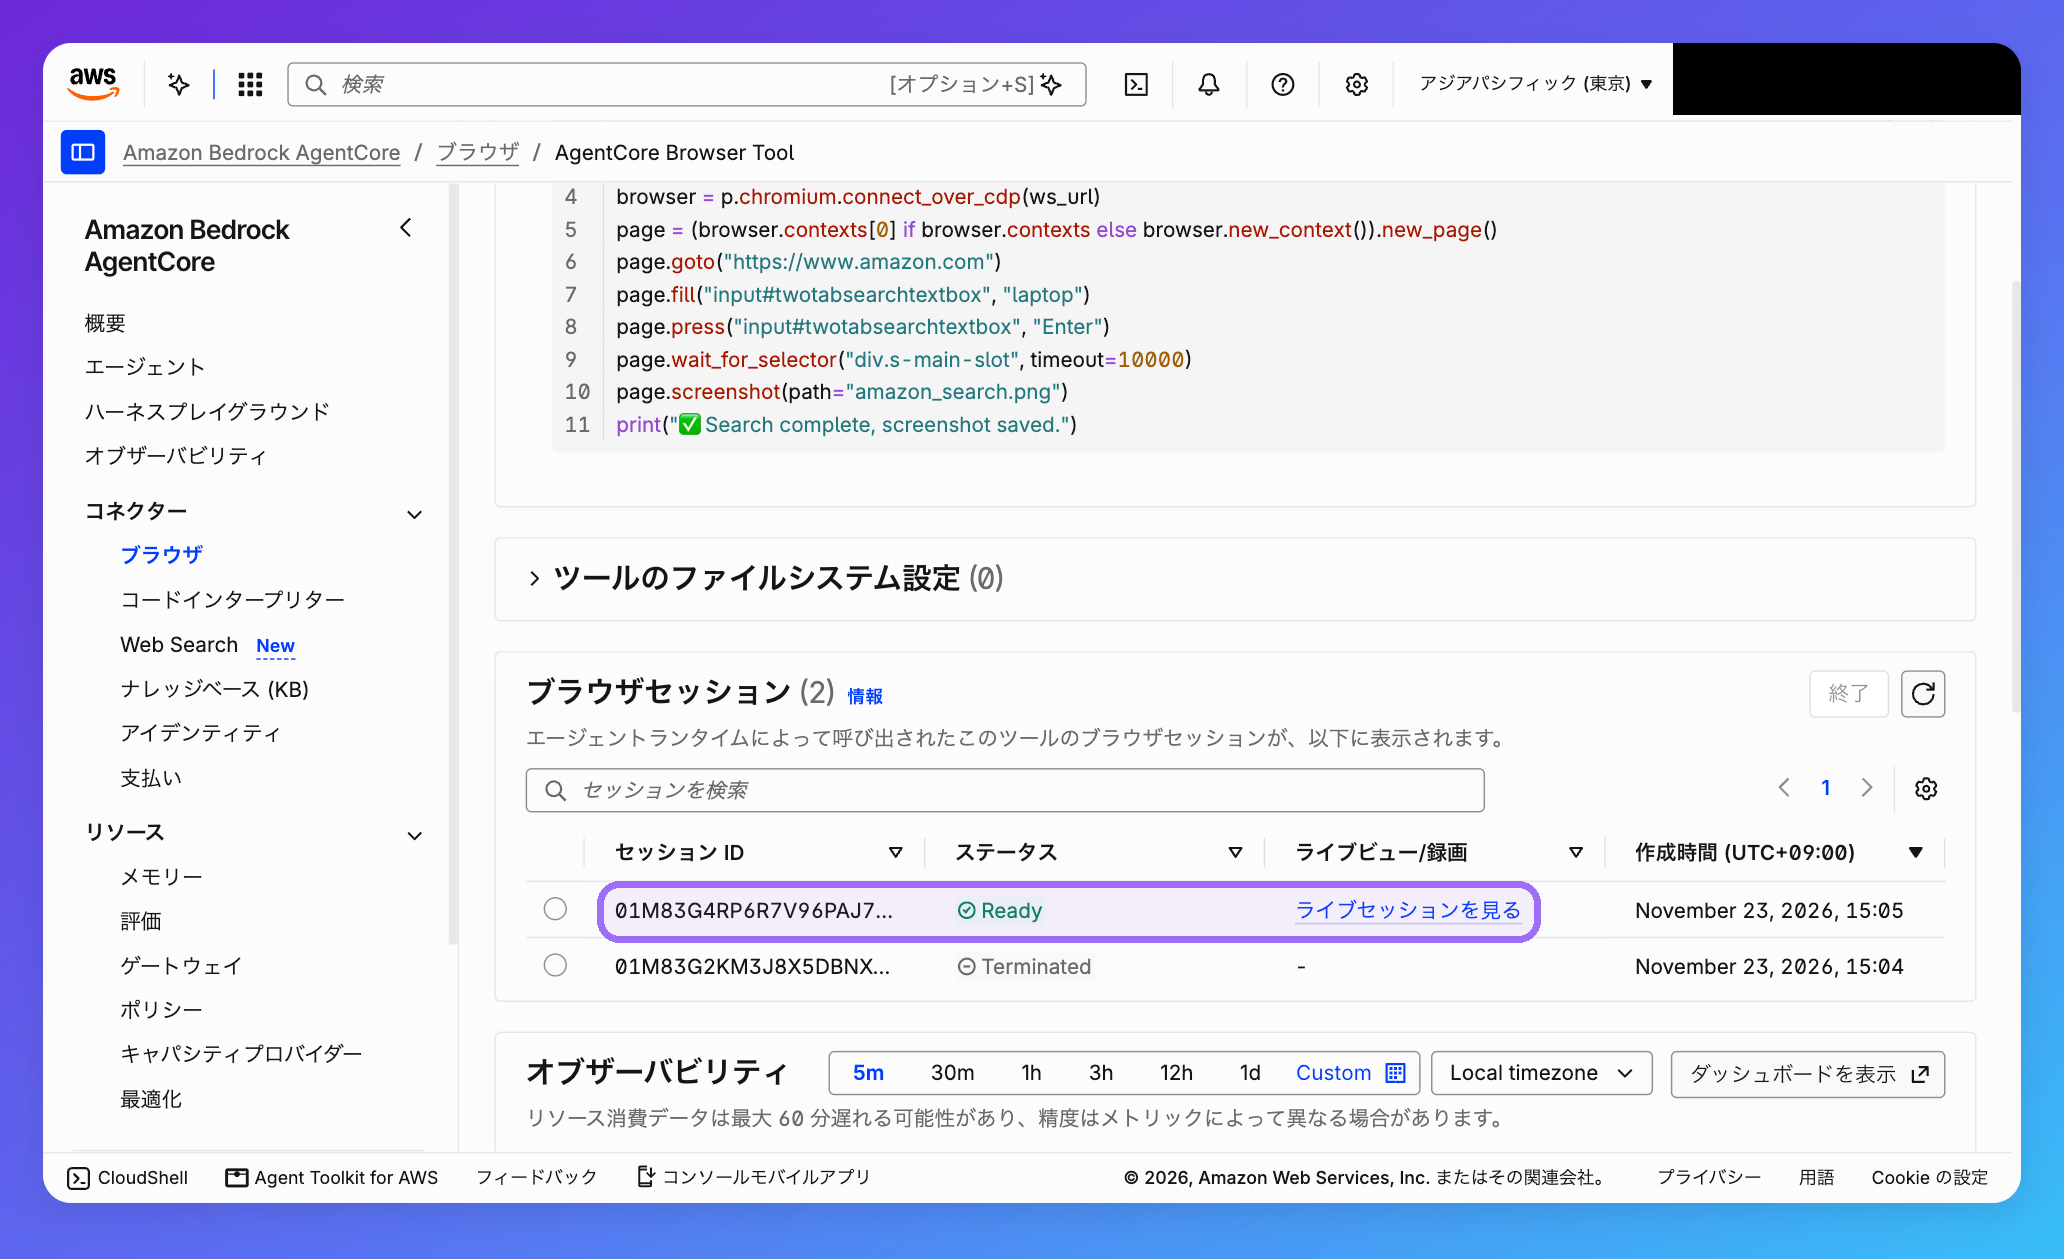 aws
検索 [オプション+S]
アジアパシフィック (東京)
Amazon Bedrock AgentCore / ブラウザ / AgentCore Browser Tool
Amazon Bedrock AgentCore
概要
エージェント
ハーネスプレイグラウンド
オブザーバビリティ
コネクター
ブラウザ
コードインタープリター
Web Search New
ナレッジベース (KB)
アイデンティティ
支払い
リソース
メモリー
評価
ゲートウェイ
ポリシー
キャパシティプロバイダー
最適化
4 browser = p.chromium.connect_over_cdp(ws_url)
5 page = (browser.contexts[0] if browser.contexts else browser.new_context()).new_page()
6 page.goto("https://www.amazon.com")
7 page.fill("input#twotabsearchtextbox", "laptop")
8 page.press("input#twotabsearchtextbox", "Enter")
9 page.wait_for_selector("div.s-main-slot", timeout=10000)
10 page.screenshot(path="amazon_search.png")
11 print("✅ Search complete, screenshot saved.")
ツールのファイルシステム設定 (0)
ブラウザセッション (2) 情報
終了
エージェントランタイムによって呼び出されたこのツールのブラウザセッションが、以下に表示されます。
セッションを検索
1
セッション ID ステータス ライブビュー/録画 作成時間 (UTC+09:00)
01M83G4RP6R7V96PAJ7... Ready ライブセッションを見る November 23, 2026, 15:05
01M83G2KM3J8X5DBNX... Terminated - November 23, 2026, 15:04
オブザーバビリティ 5m 30m 1h 3h 12h 1d Custom Local timezone ダッシュボードを表示
リソース消費データは最大 60 分遅れる可能性があり、精度はメトリックによって異なる場合があります。
CloudShell Agent Toolkit for AWS フィードバック コンソールモバイルアプリ © 2026, Amazon Web Services, Inc. またはその関連会社。 プライバシー 用語 Cookie の設定